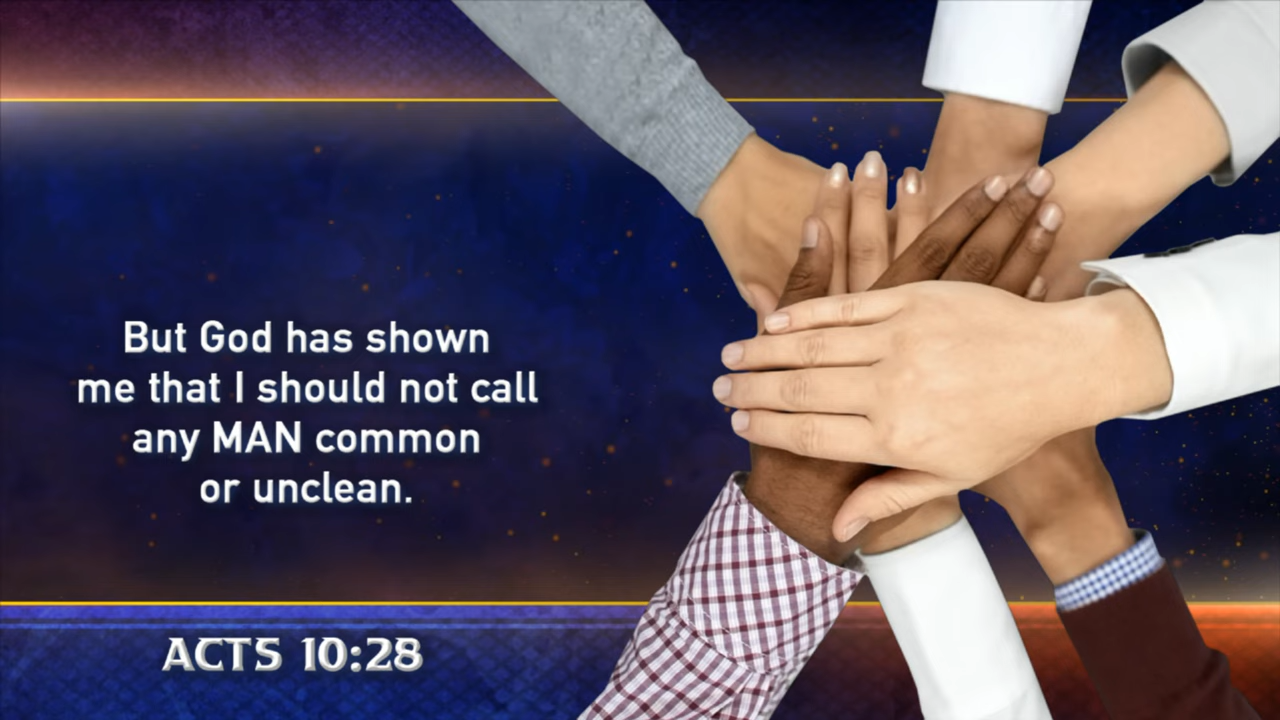 But God has shown
me that I should not call
any MAN common
or unclean.
ACTS 10:28